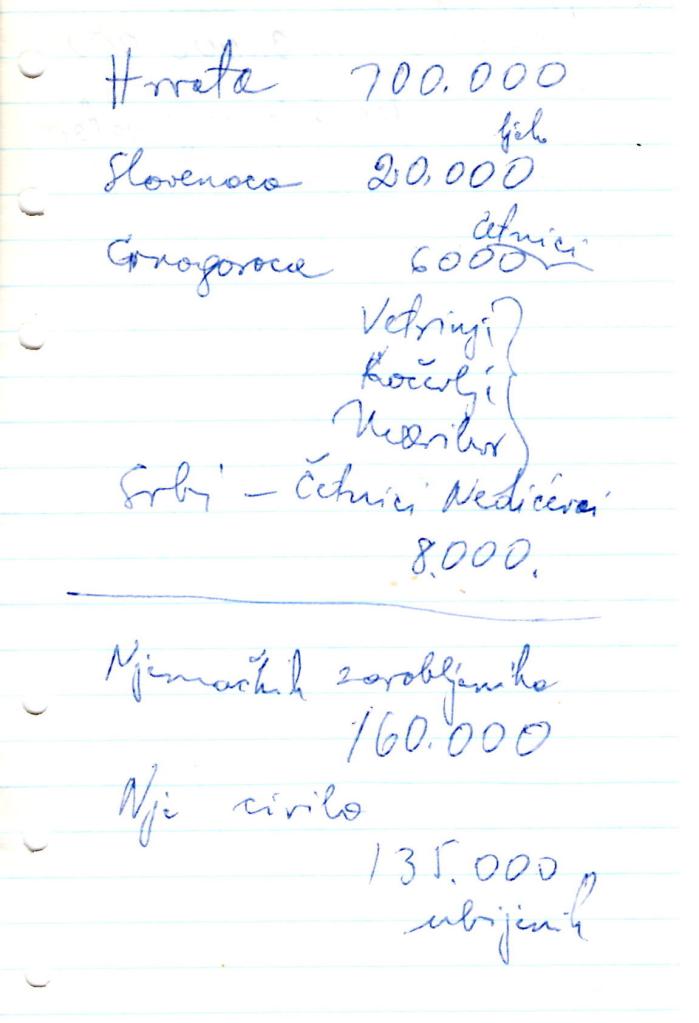 Hrvata 700.000
Slovenaca 20.000
četnici
Crnogoraca 6000
Vetrinji
Kočevlji
Maribor
Srbi – Četnici Nedićevci
8.000.
Njemačkih zarobljenika
160.000
Nje civila
135.000
ubijenih